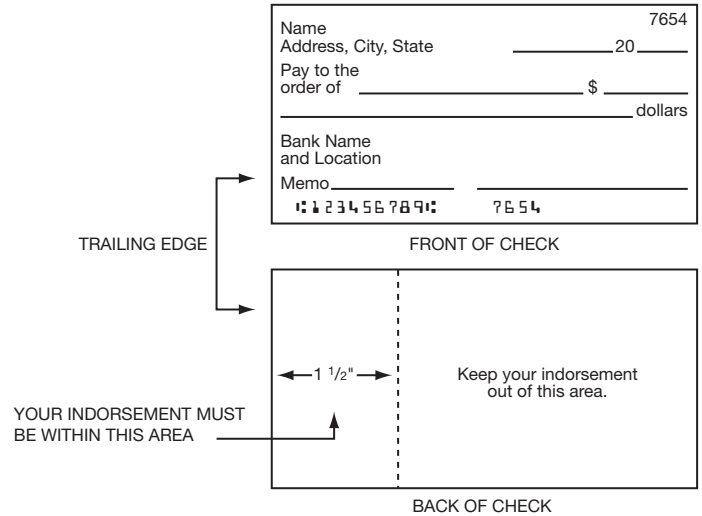 7654
Name
Address, City, State 20
Pay to the
order of $
dollars
Bank Name
and Location
Memo
⑆123456789⑆ 7654
TRAILING EDGE
FRONT OF CHECK
1 1/2"
Keep your indorsement
out of this area.
YOUR INDORSEMENT MUST
BE WITHIN THIS AREA
BACK OF CHECK